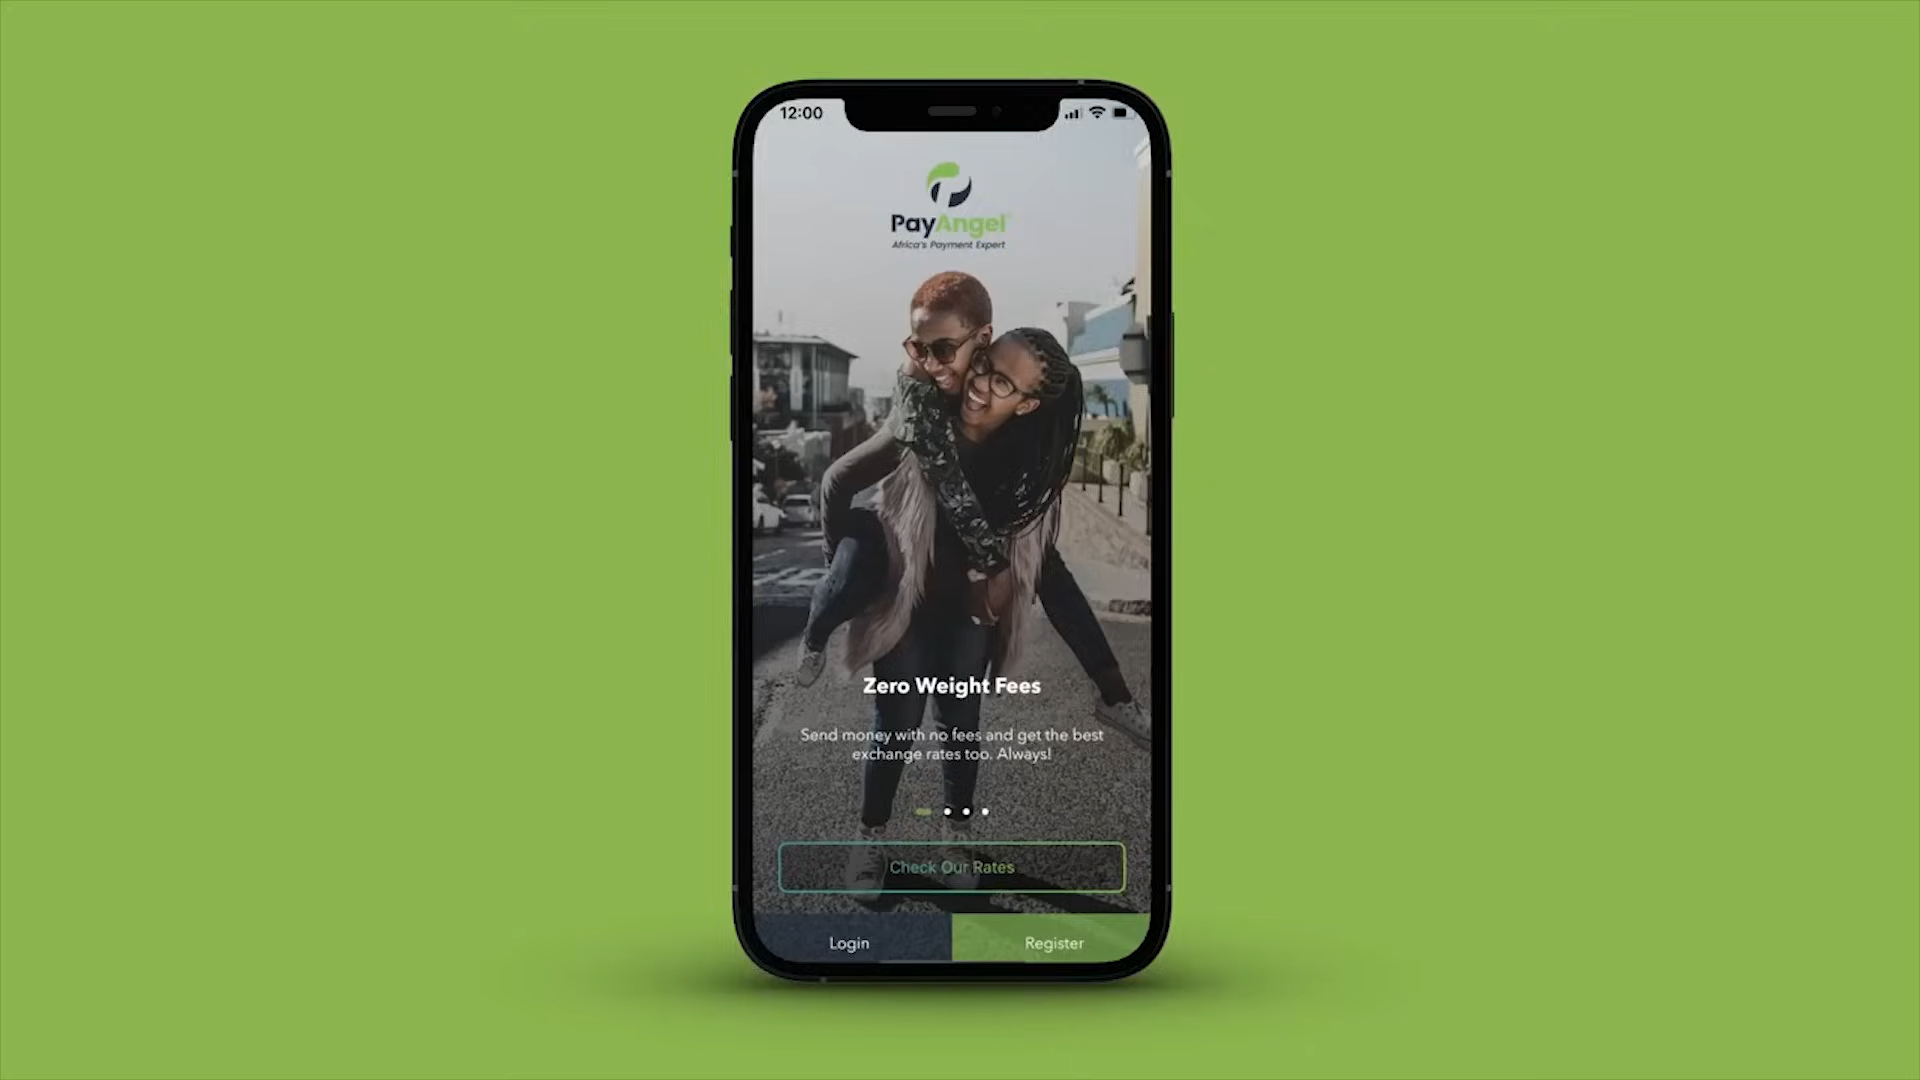 12:00
PayAngel
Africa's Payment Expert
Zero Weight Fees
Send money with no fees and get the best
exchange rates too. Always!
Check Our Rates
Login
Register